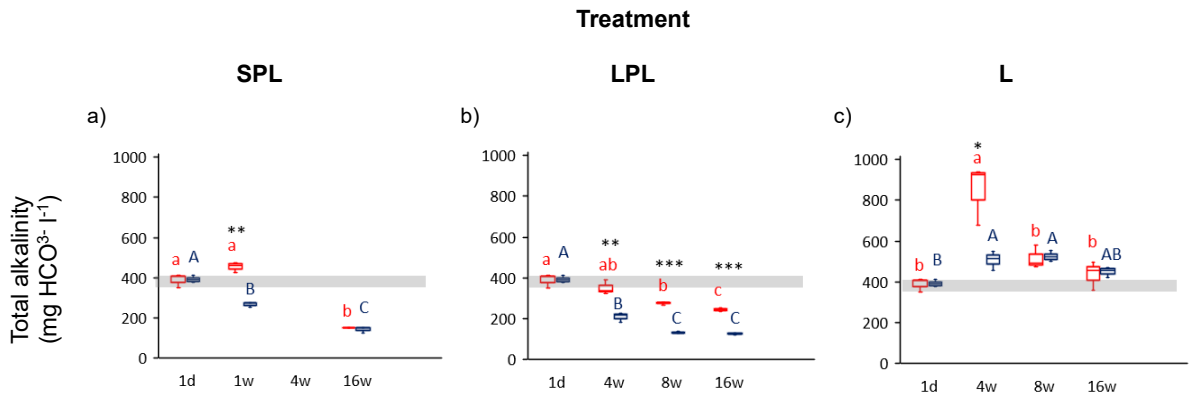 Treatment
SPL
LPL
L
a)
b)
c)
Total alkalinity
(mg HCO³⁻ l⁻¹)
1000
800
600
400
200
0
a
A
**
a
B
b
C
1d
1w
4w
16w
1000
800
600
400
200
0
a
A
**
ab
B
***
b
C
***
c
C
1d
4w
8w
16w
1000
800
600
400
200
0
b
B
*
a
A
b
A
b
AB
1d
4w
8w
16w